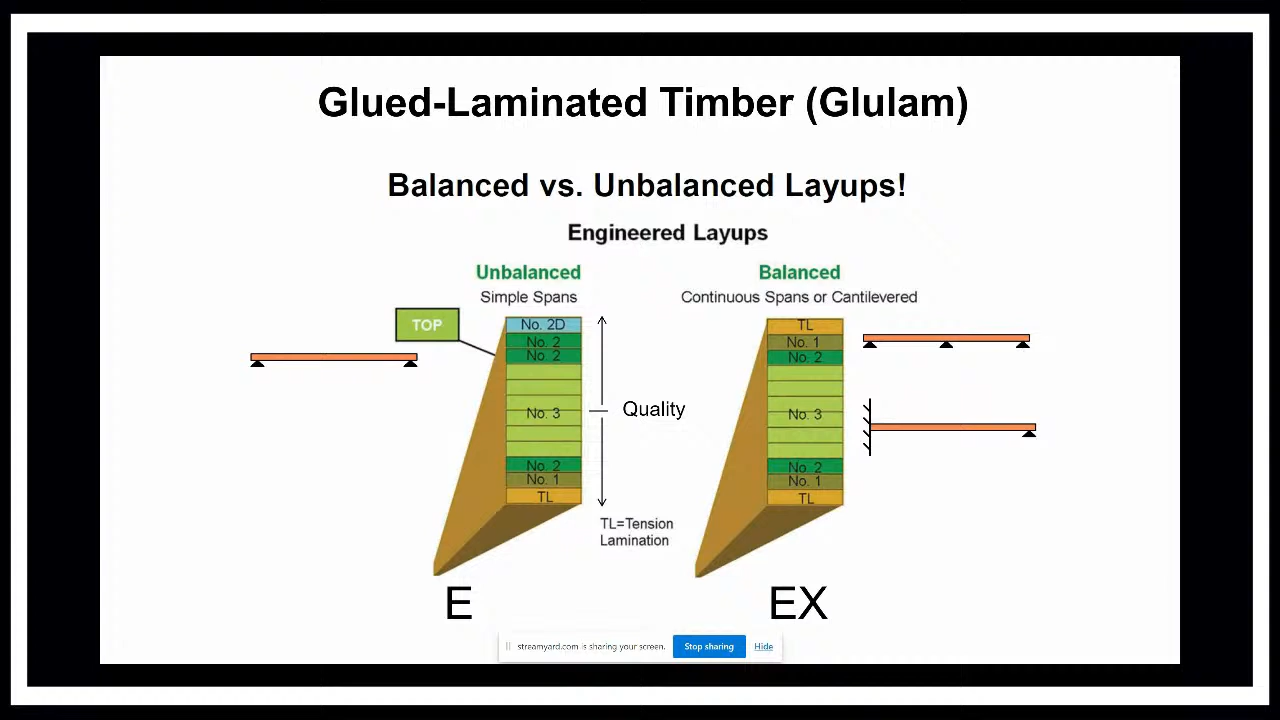 Glued-Laminated Timber (Glulam)
Balanced vs. Unbalanced Layups!
Engineered Layups
Unbalanced
Simple Spans
TOP
No. 2D
No. 2
No. 2
No. 3
No. 2
No. 1
TL
Quality
TL=Tension
Lamination
E
Balanced
Continuous Spans or Cantilevered
TL
No. 1
No. 2
No. 3
No. 2
No. 1
TL
EX
streamyard.com is sharing your screen.
Stop sharing
Hide